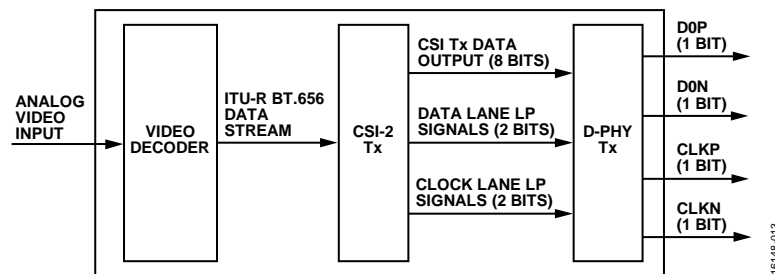 ANALOG
VIDEO
INPUT
VIDEO
DECODER
ITU-R BT.656
DATA
STREAM
CSI-2
Tx
CSI Tx DATA
OUTPUT (8 BITS)
DATA LANE LP
SIGNALS (2 BITS)
CLOCK LANE LP
SIGNALS (2 BITS)
D-PHY
Tx
D0P
(1 BIT)
D0N
(1 BIT)
CLKP
(1 BIT)
CLKN
(1 BIT)
16148-013